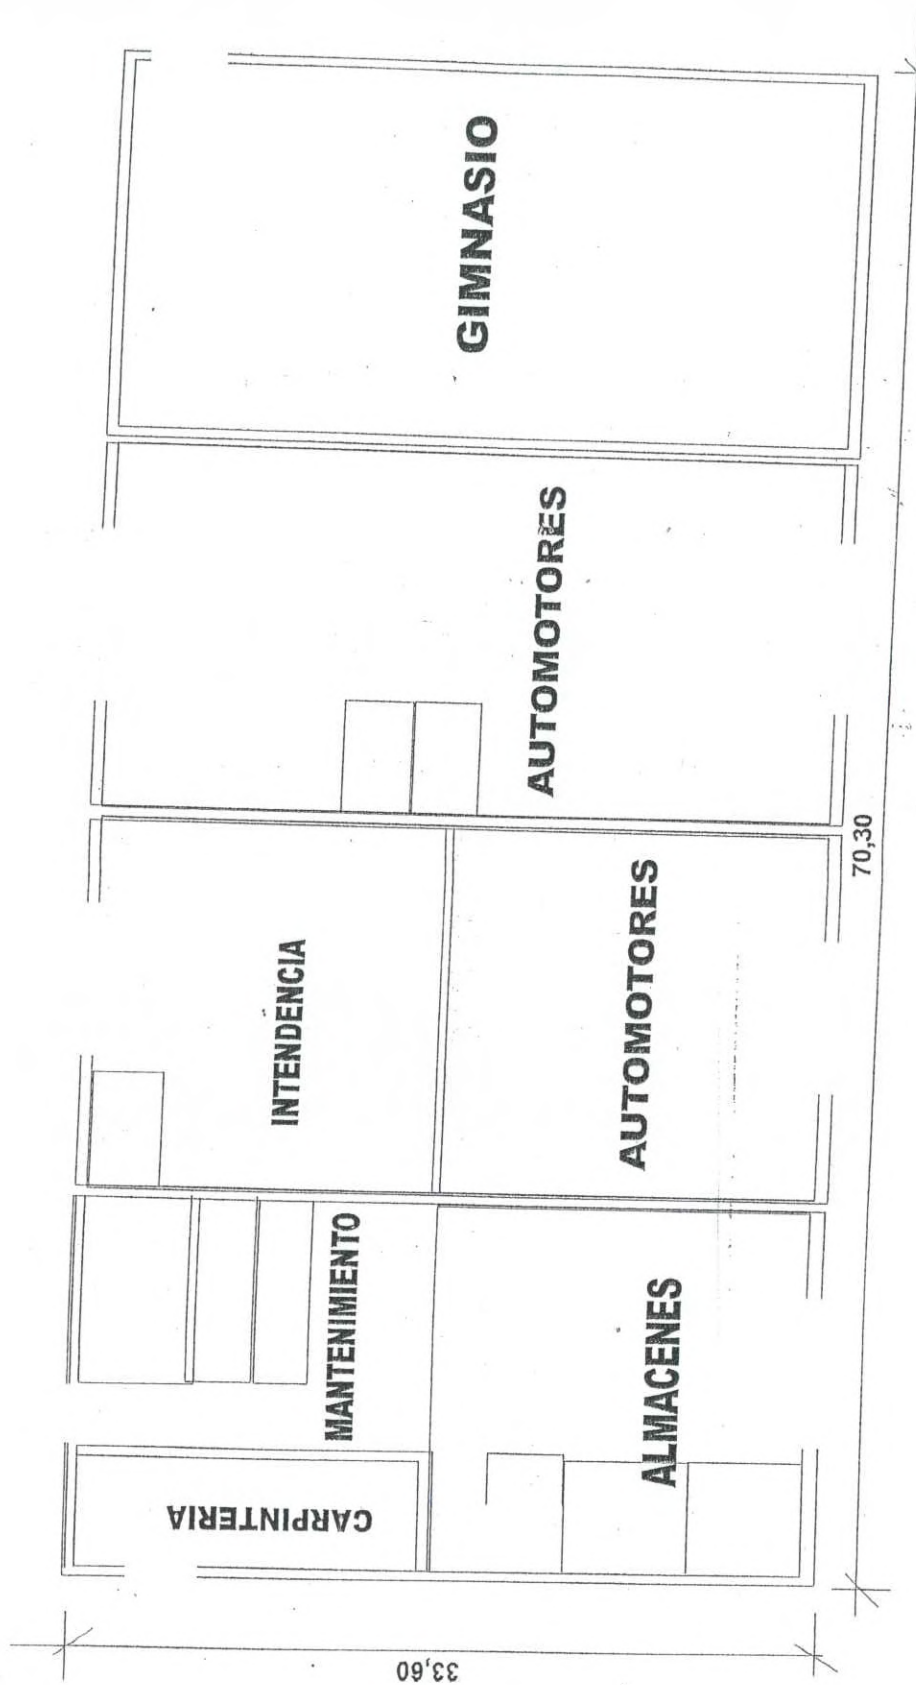 GIMNASIO
AUTOMOTORES
AUTOMOTORES
INTENDENCIA
MANTENIMIENTO
ALMACENES
CARPINTERIA
70,30
33,60